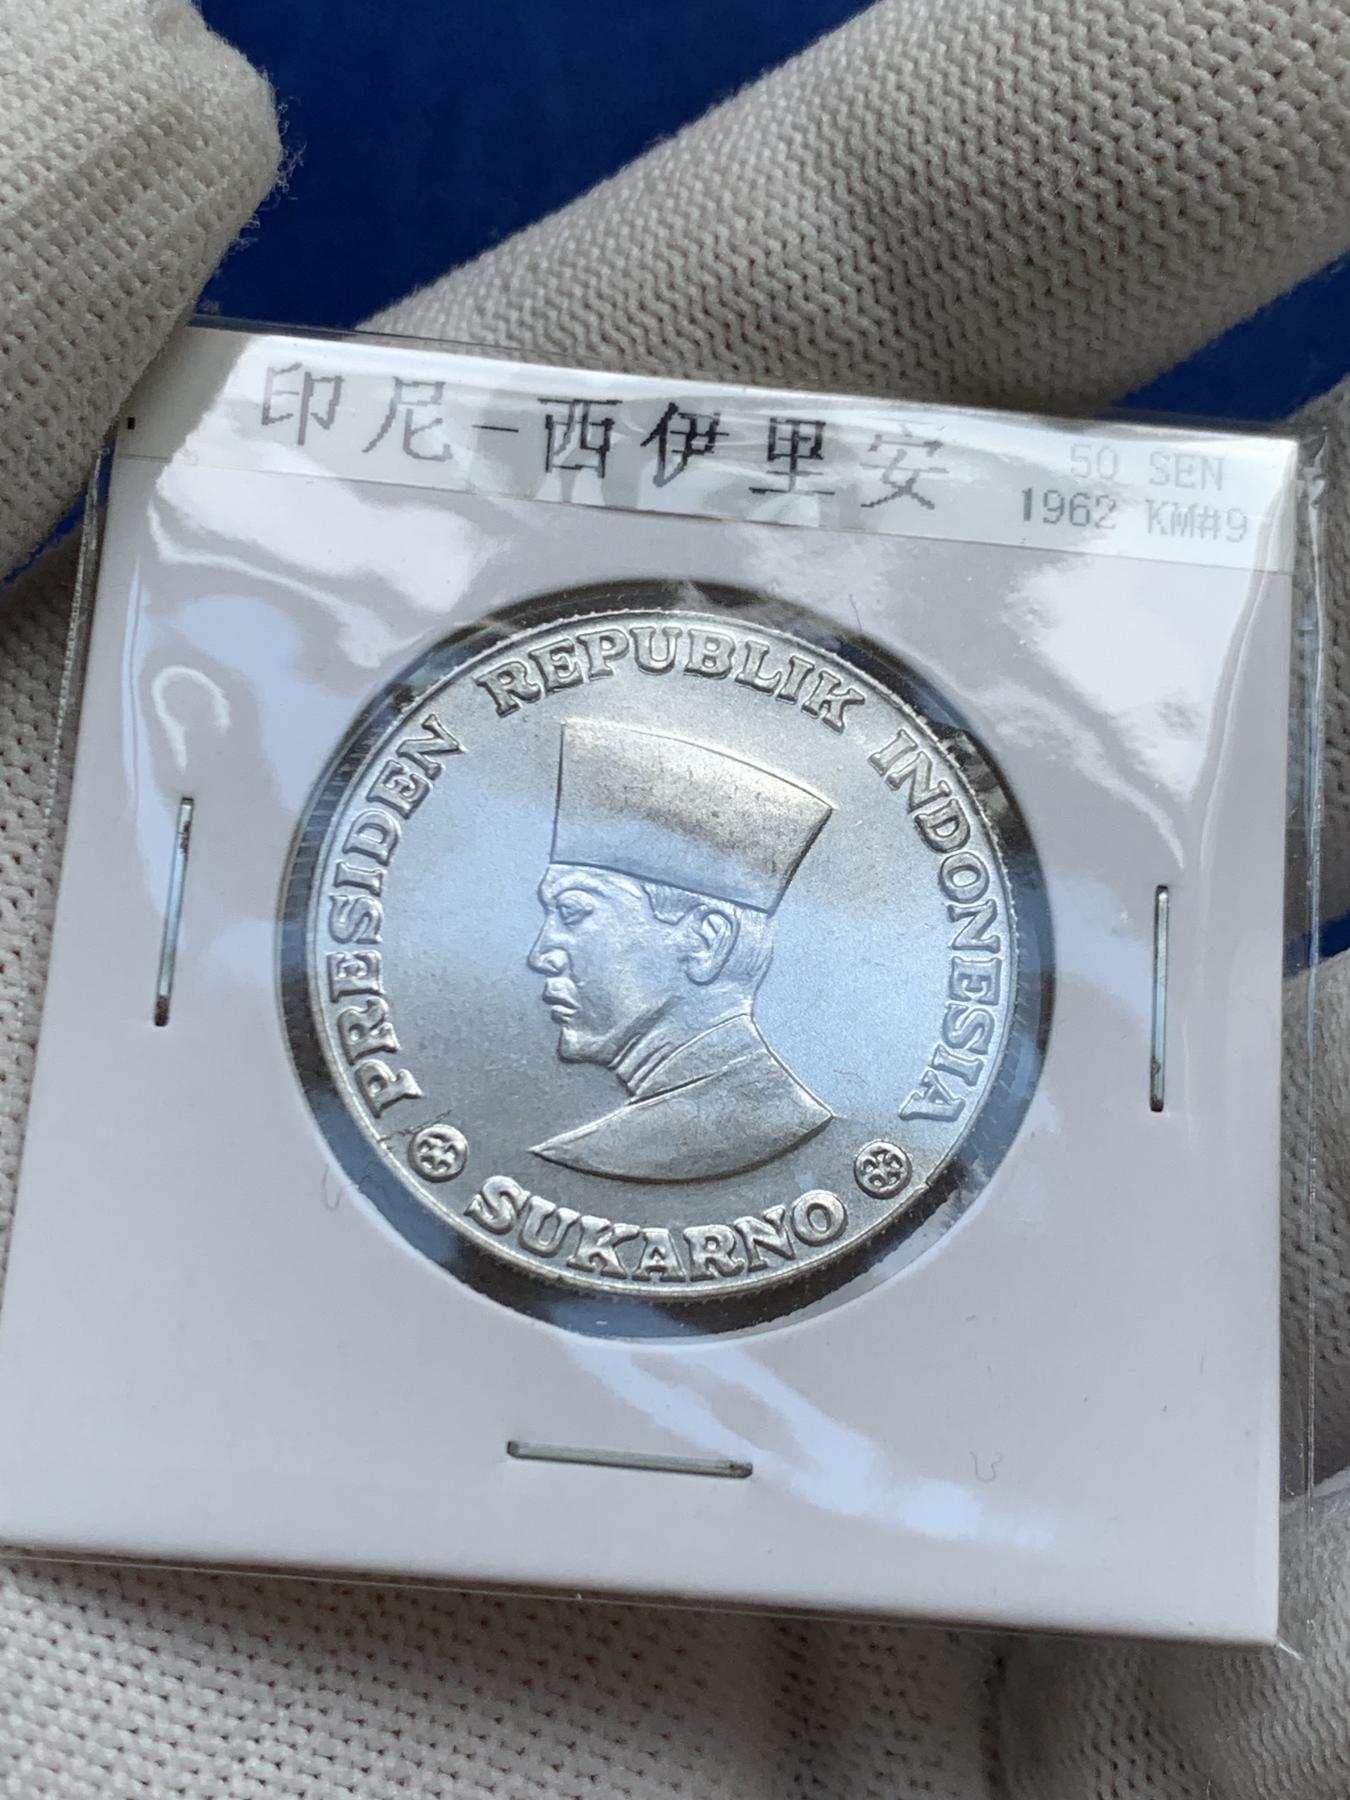 印尼-西伊里安
50 SEN
1962 KM#9
PRESIDEN REPUBLIK INDONESIA
SUKARNO